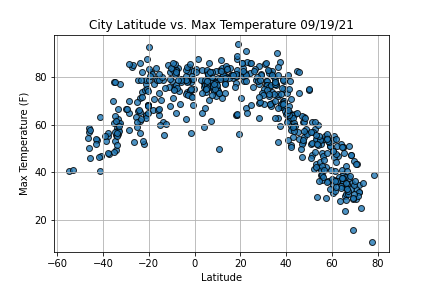 City Latitude vs. Max Temperature 09/19/21
Max Temperature (F)
80
60
40
20
−60 −40 −20 0 20 40 60 80
Latitude